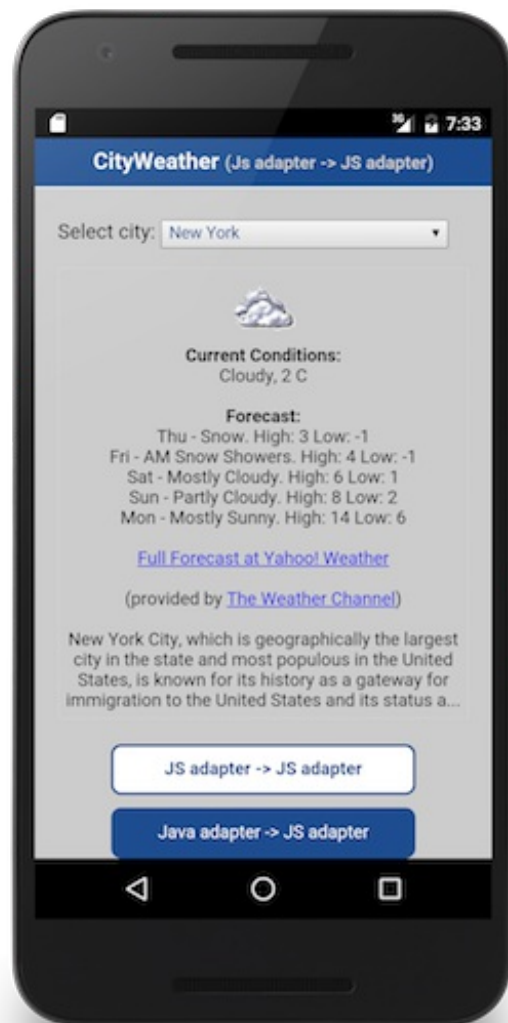 3G 7:33
CityWeather (Js adapter -> JS adapter)
Select city: New York
Current Conditions:
Cloudy, 2 C
Forecast:
Thu - Snow. High: 3 Low: -1
Fri - AM Snow Showers. High: 4 Low: -1
Sat - Mostly Cloudy. High: 6 Low: 1
Sun - Partly Cloudy. High: 8 Low: 2
Mon - Mostly Sunny. High: 14 Low: 6
Full Forecast at Yahoo! Weather
(provided by The Weather Channel)
New York City, which is geographically the largest
city in the state and most populous in the United
States, is known for its history as a gateway for
immigration to the United States and its status a...
JS adapter -> JS adapter
Java adapter -> JS adapter